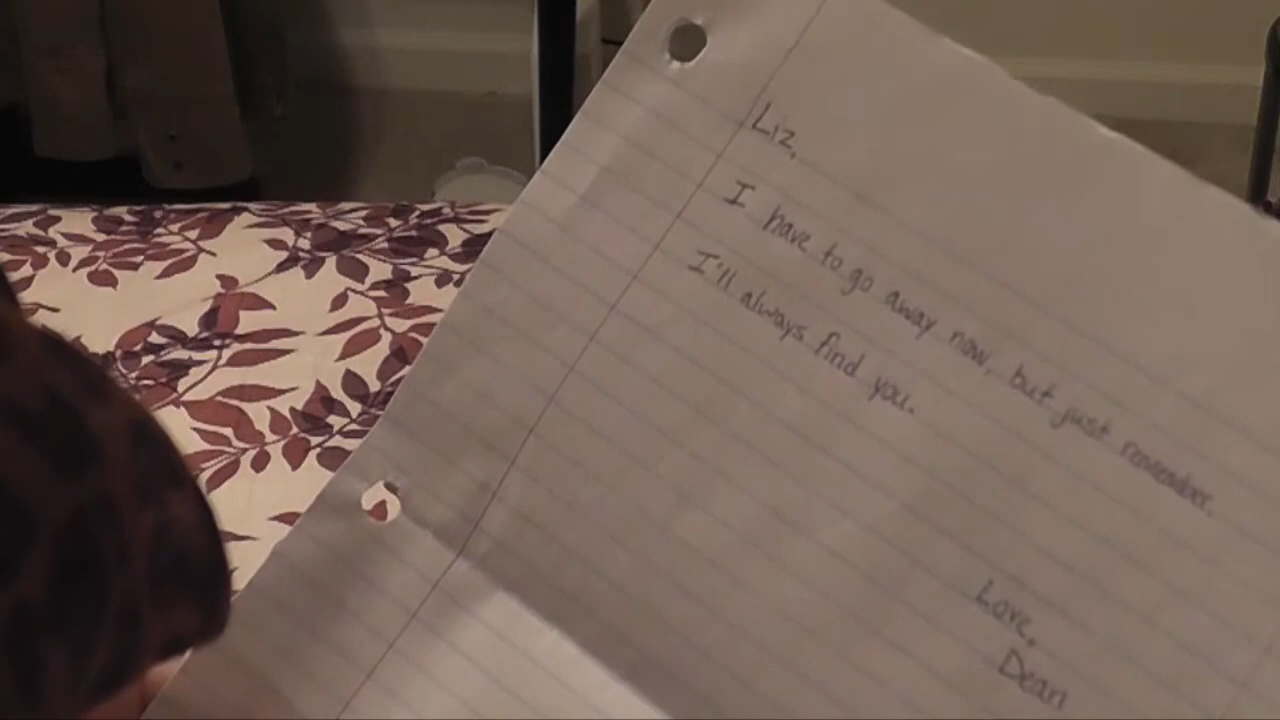 Liz,
I have to go away now, but just remember.
I'll always find you.
Love,
Dean